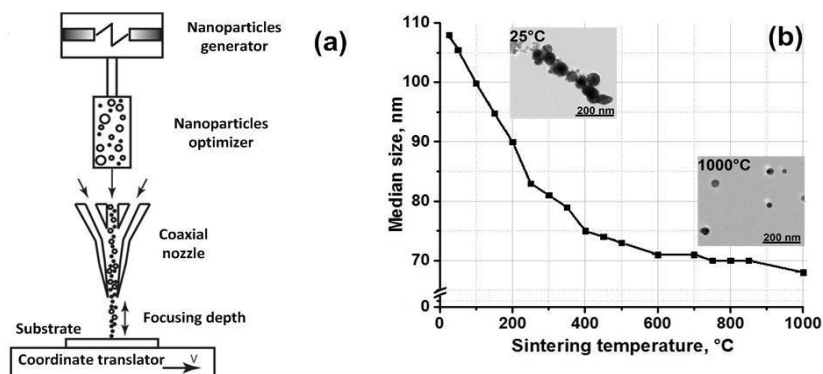 Nanoparticles
generator
(a)
Nanoparticles
optimizer
Coaxial
nozzle
Focusing depth
Substrate
Coordinate translator
V
(b)
25°C
200 nm
1000°C
200 nm
Median size, nm
110
100
90
80
70
0
0 200 400 600 800 1000
Sintering temperature, °C